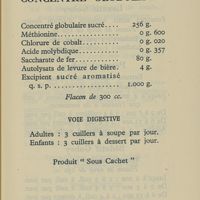 Concentré globulaire sucré.... 256 g.
Méthionine................... 0 g. 600
Chlorure de cobalt........... 0 g. 020
Acide molybdique............ 0 g. 357
Saccharate de fer............ 80 g.
Autolysats de levure de bière. 4 g.
Excipient sucré aromatisé
q. s. p. .................... 1.000 g.
Flacon de 300 cc.
VOIE DIGESTIVE
Adultes : 3 cuillers à soupe par jour.
Enfants : 3 cuillers à dessert par jour.
Produit "Sous Cachet"